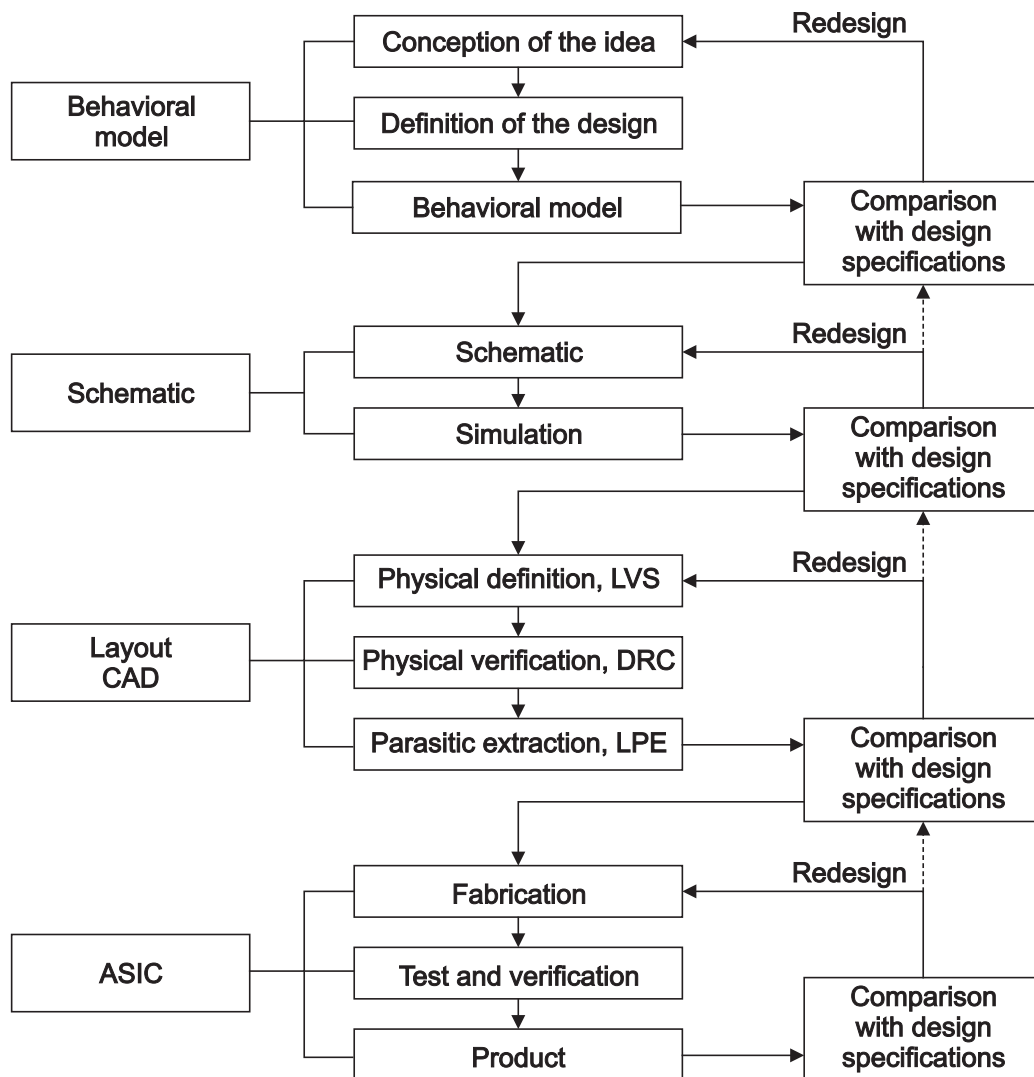 Conception of the idea
Redesign
Behavioral
model
Definition of the design
Behavioral model
Comparison
with design
specifications
Redesign
Schematic
Schematic
Simulation
Comparison
with design
specifications
Redesign
Physical definition, LVS
Layout
CAD
Physical verification, DRC
Parasitic extraction, LPE
Comparison
with design
specifications
Redesign
Fabrication
ASIC
Test and verification
Product
Comparison
with design
specifications